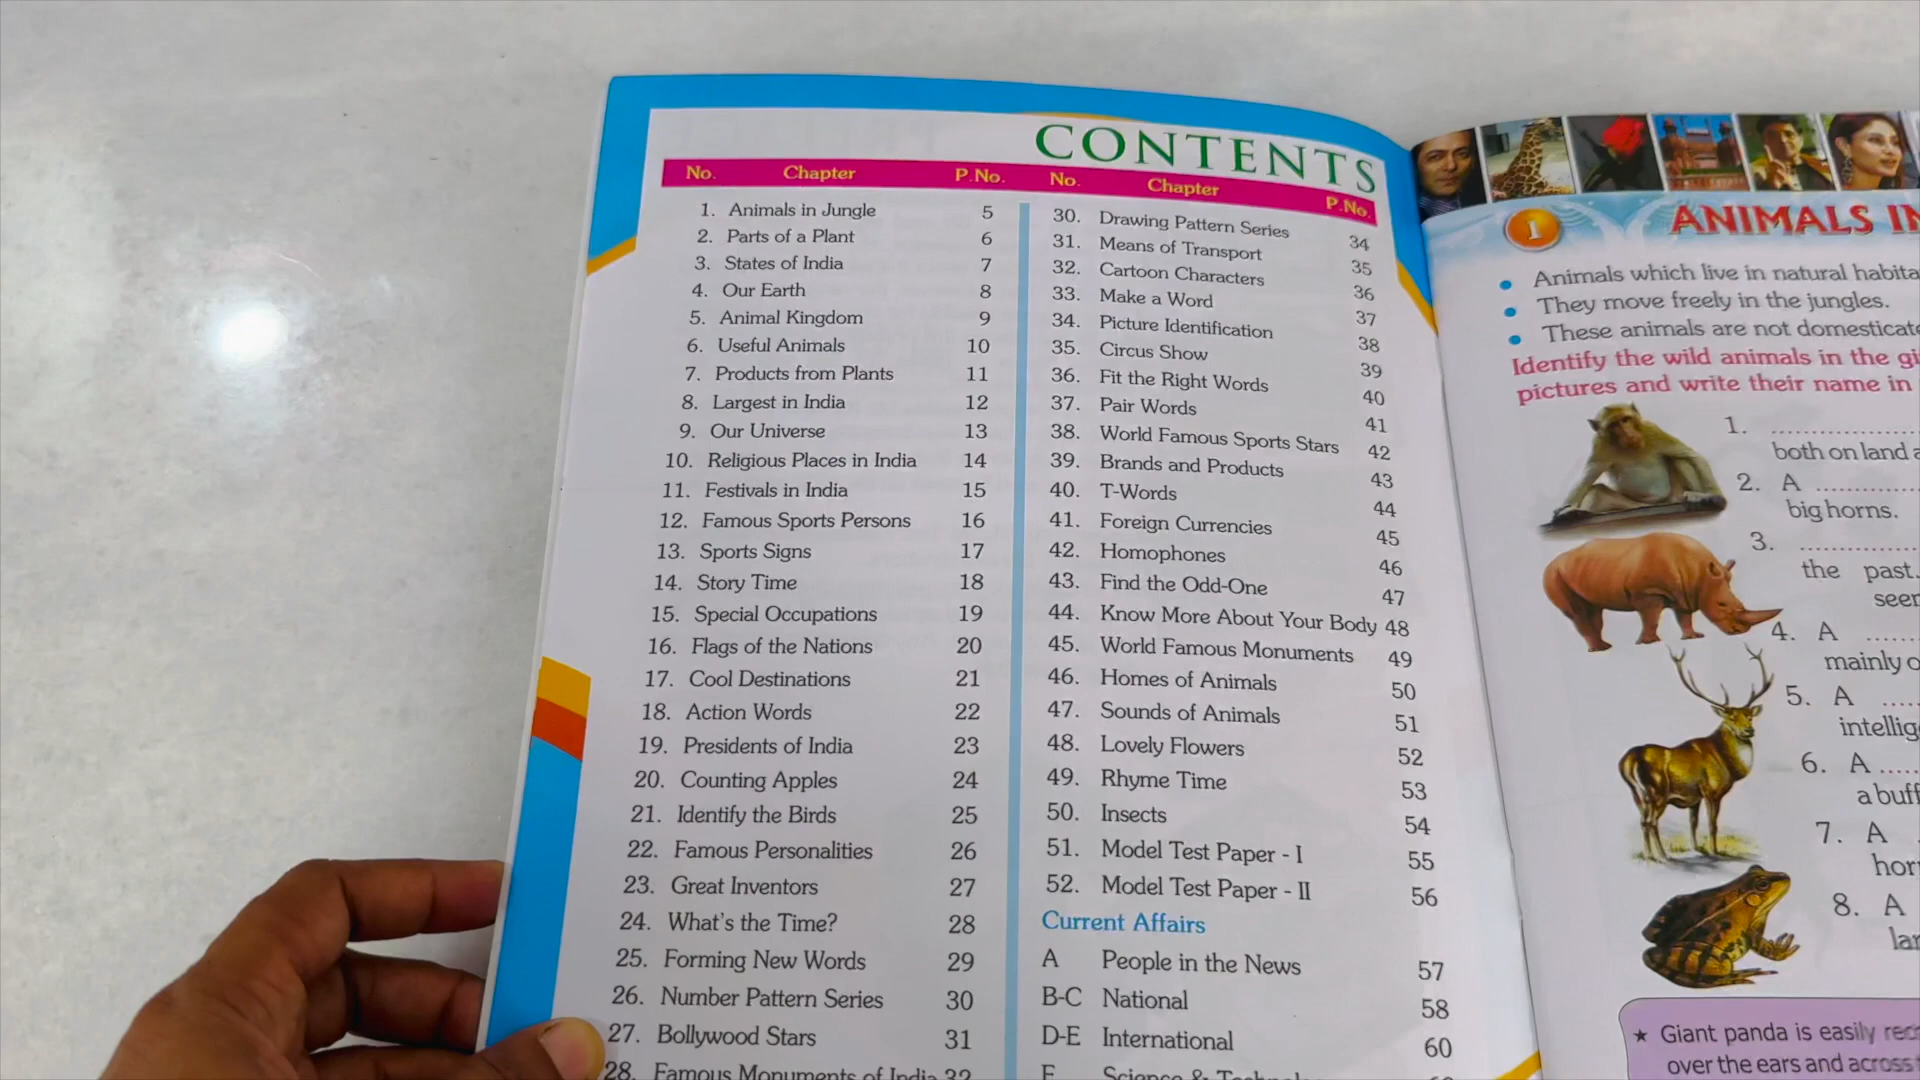 CONTENTS
No. Chapter P.No.
1. Animals in Jungle 5
2. Parts of a Plant 6
3. States of India 7
4. Our Earth 8
5. Animal Kingdom 9
6. Useful Animals 10
7. Products from Plants 11
8. Largest in India 12
9. Our Universe 13
10. Religious Places in India 14
11. Festivals in India 15
12. Famous Sports Persons 16
13. Sports Signs 17
14. Story Time 18
15. Special Occupations 19
16. Flags of the Nations 20
17. Cool Destinations 21
18. Action Words 22
19. Presidents of India 23
20. Counting Apples 24
21. Identify the Birds 25
22. Famous Personalities 26
23. Great Inventors 27
24. What's the Time? 28
25. Forming New Words 29
26. Number Pattern Series 30
27. Bollywood Stars 31
28. Famous Monuments of India 32
No. Chapter P.No.
30. Drawing Pattern Series 34
31. Means of Transport 35
32. Cartoon Characters 36
33. Make a Word 37
34. Picture Identification 38
35. Circus Show 39
36. Fit the Right Words 40
37. Pair Words 41
38. World Famous Sports Stars 42
39. Brands and Products 43
40. T-Words 44
41. Foreign Currencies 45
42. Homophones 46
43. Find the Odd-One 47
44. Know More About Your Body 48
45. World Famous Monuments 49
46. Homes of Animals 50
47. Sounds of Animals 51
48. Lovely Flowers 52
49. Rhyme Time 53
50. Insects 54
51. Model Test Paper - I 55
52. Model Test Paper - II 56
Current Affairs
A People in the News 57
B-C National 58
D-E International 60
Science &
1 ANIMALS IN
• Animals which live in natural habita
• They move freely in the jungles.
• These animals are not domesticate
Identify the wild animals in the gi
pictures and write their name in
1. ..............
both on land a
2. A ..............
big horns.
3. ..............
the past.
seen
4. A ......
mainly o
5. A .....
intellig
6. A .....
a buff
7. A
horn
8. A
lar
★ Giant panda is easily rec
over the ears and across